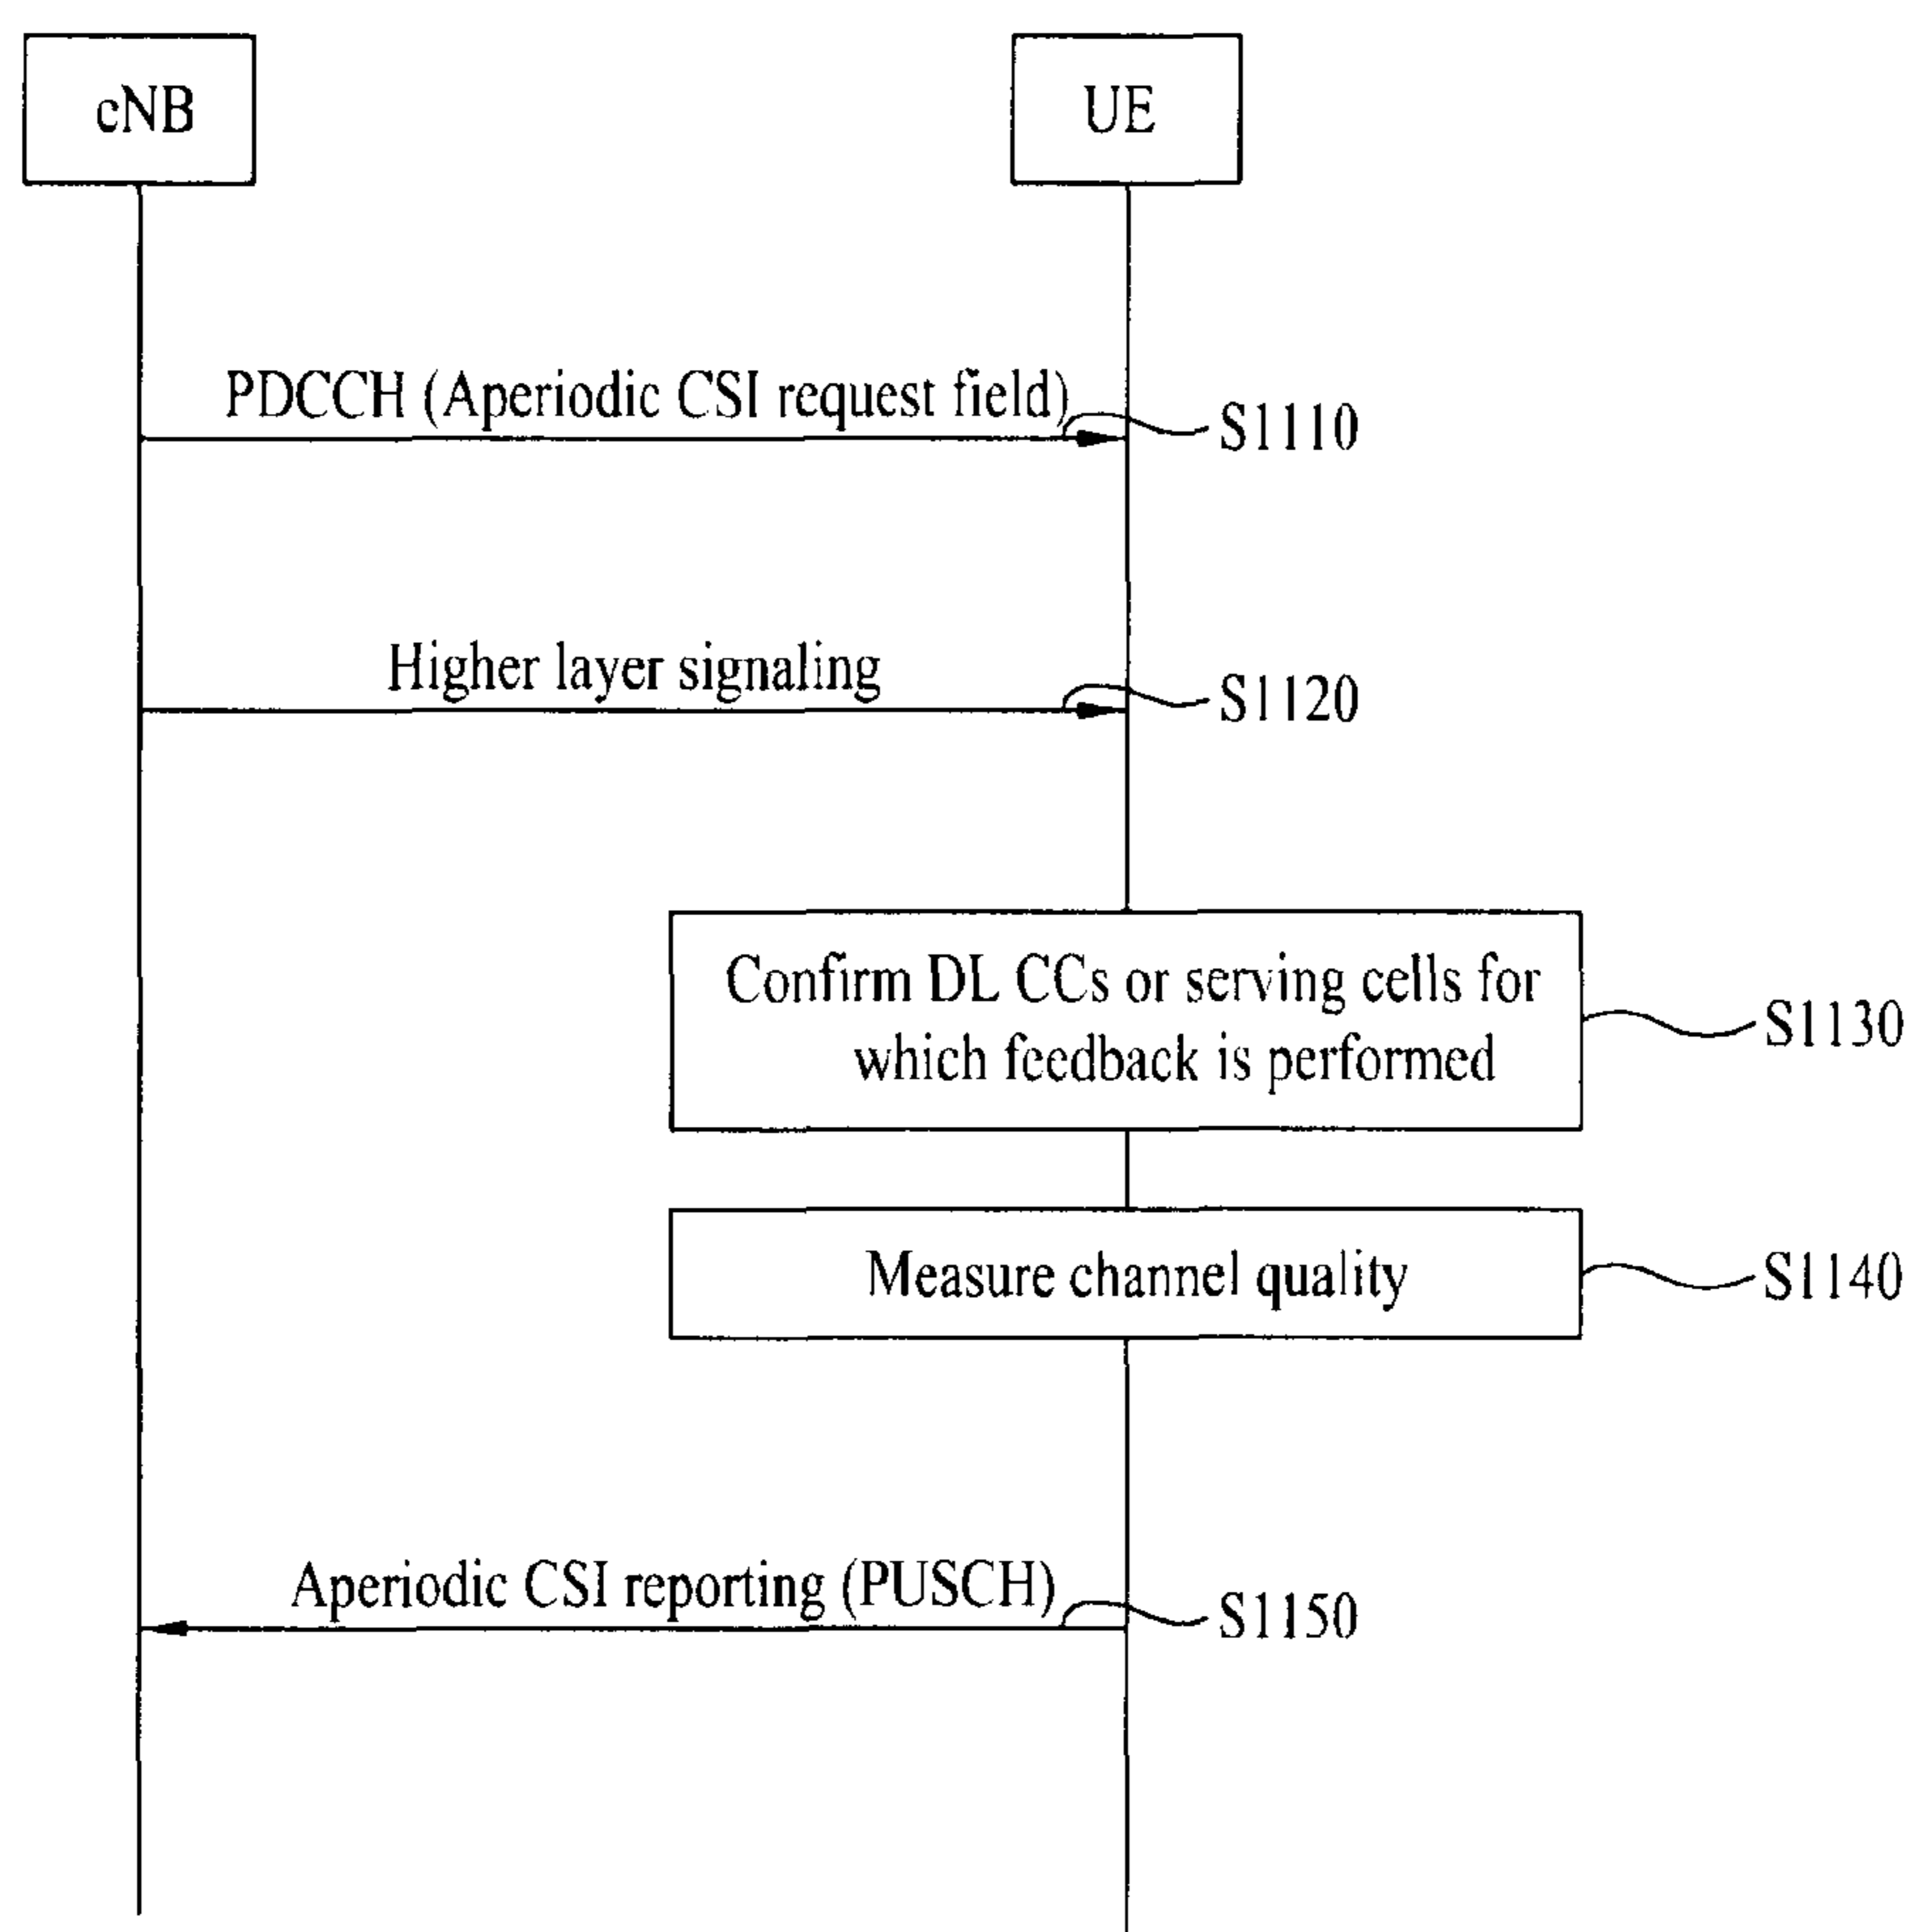 cNB
UE
PDCCH (Aperiodic CSI request field)
S1110
Higher layer signaling
S1120
Confirm DL CCs or serving cells for
which feedback is performed
S1130
Measure channel quality
S1140
Aperiodic CSI reporting (PUSCH)
S1150